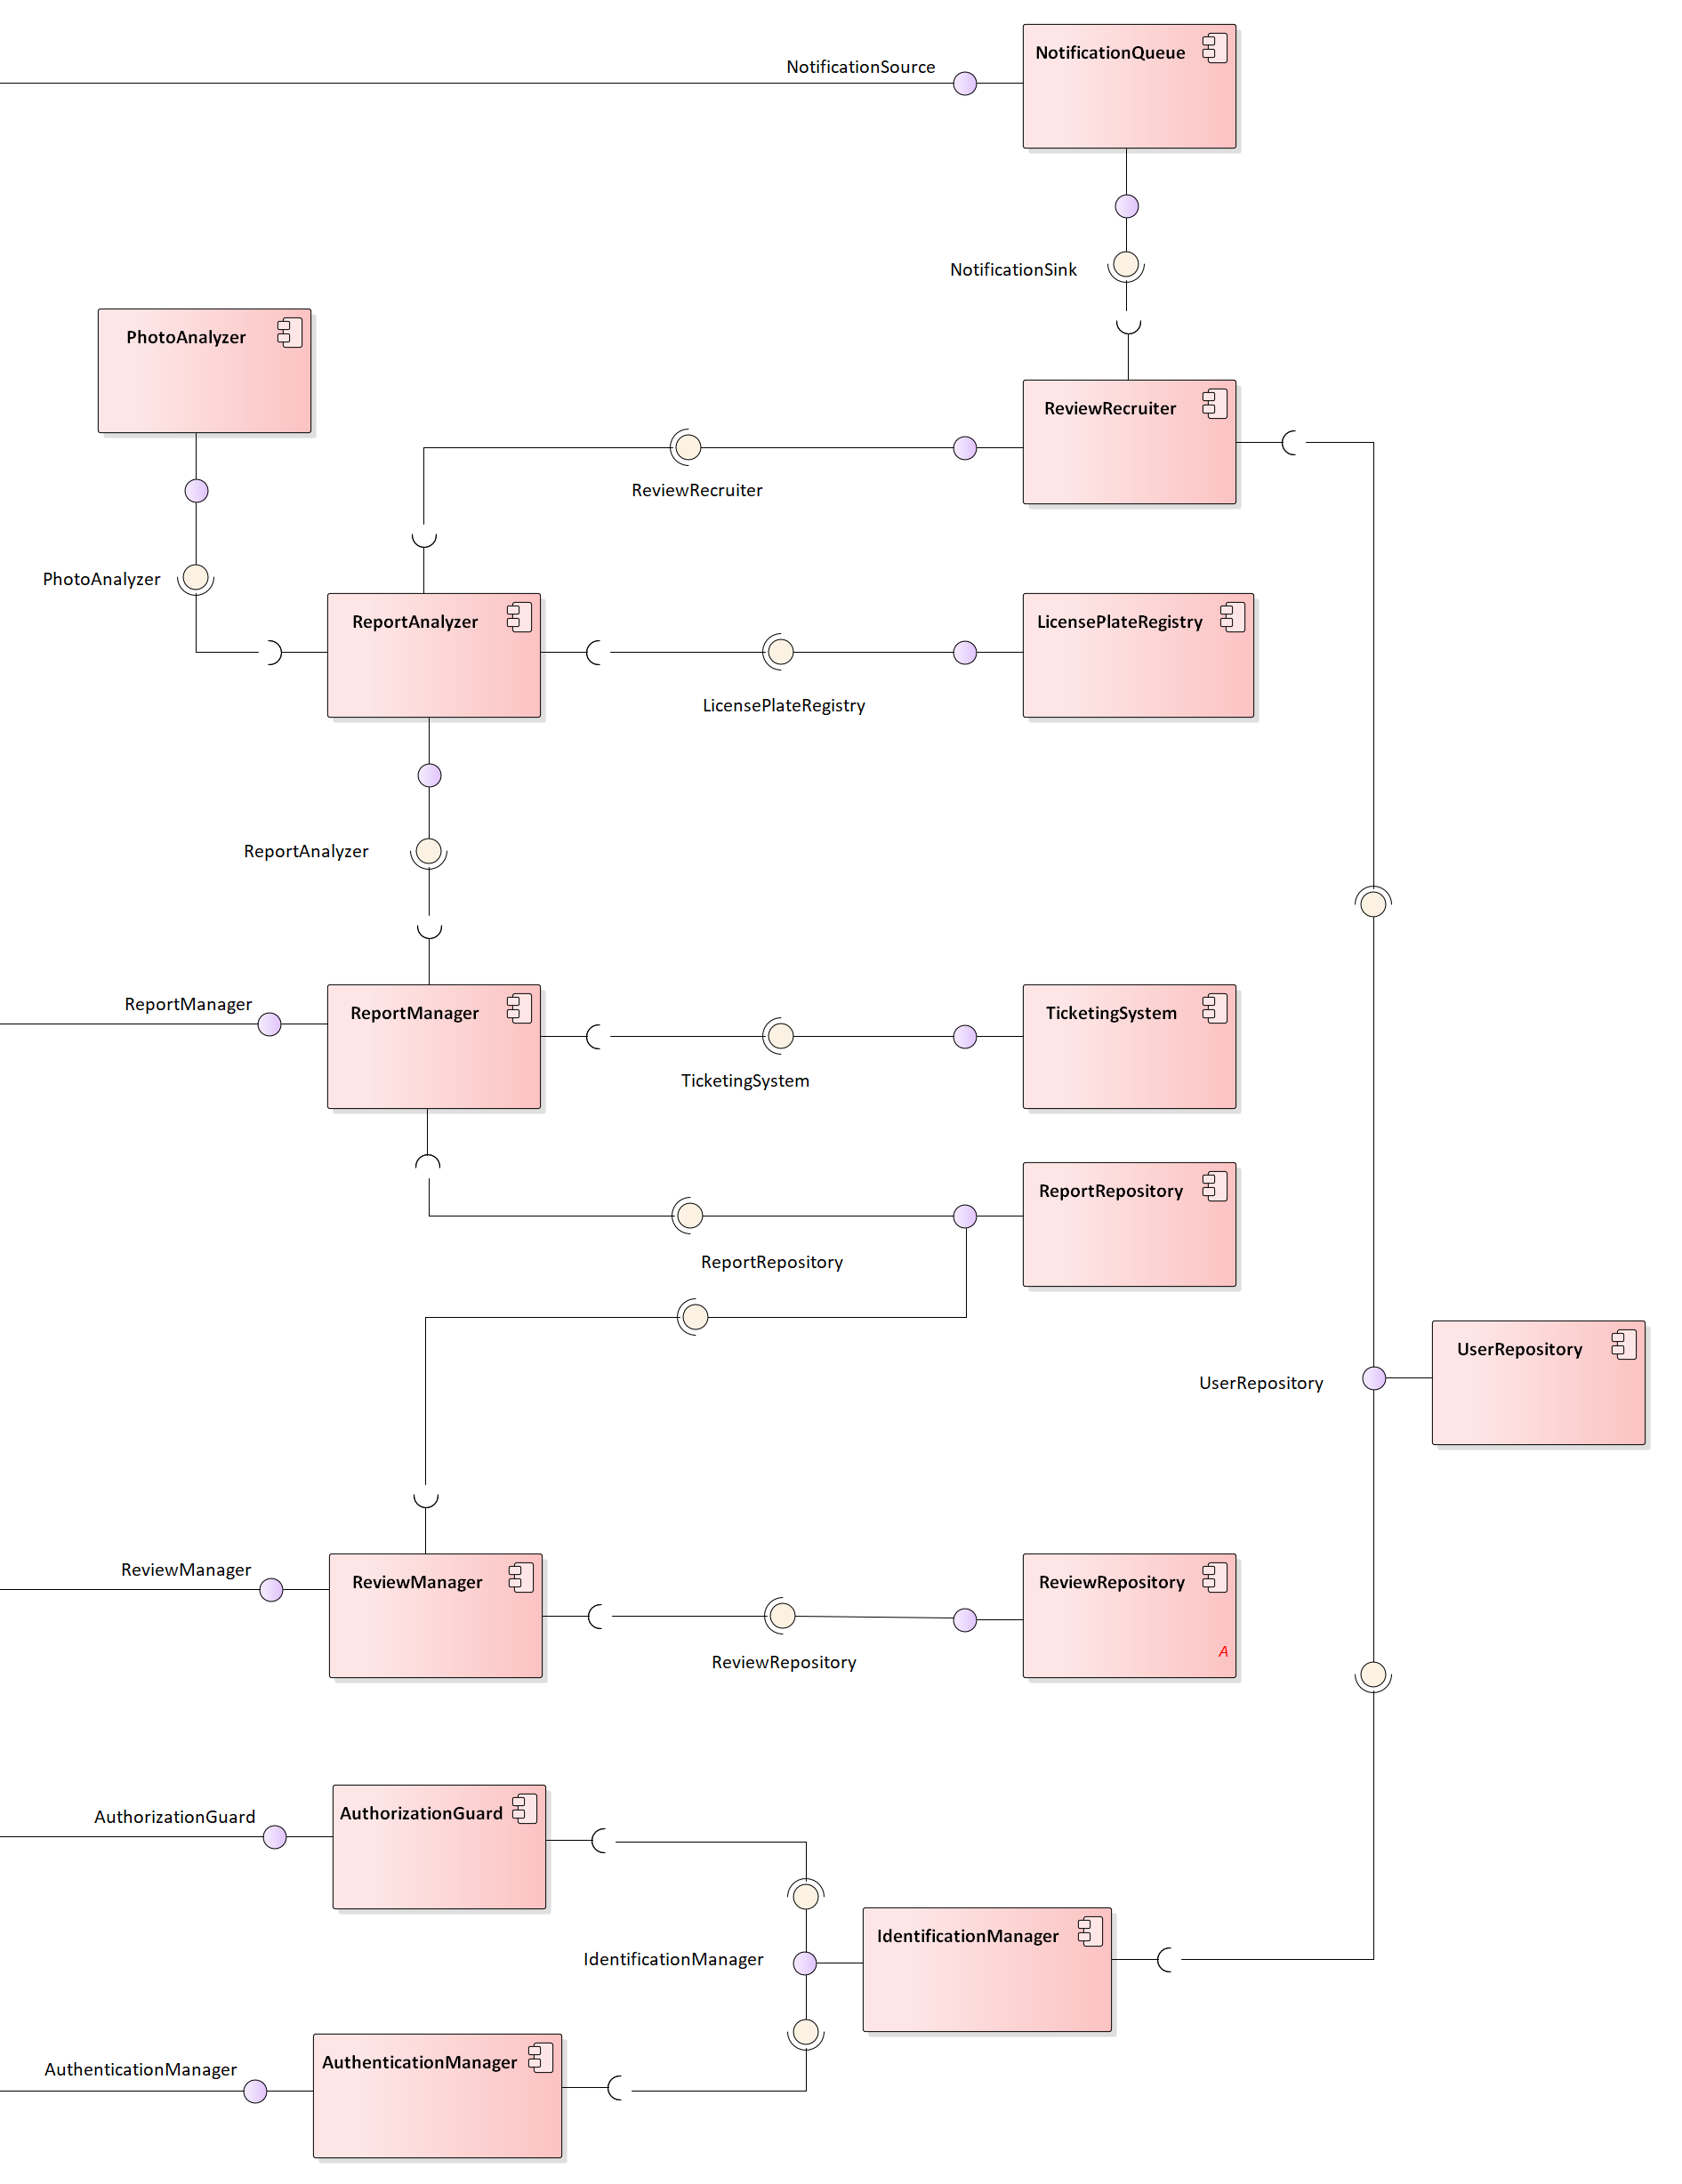 NotificationQueue
NotificationSource
NotificationSink
PhotoAnalyzer
ReviewRecruiter
ReviewRecruiter
PhotoAnalyzer
ReportAnalyzer
LicensePlateRegistry
LicensePlateRegistry
ReportAnalyzer
ReportManager
ReportManager
TicketingSystem
TicketingSystem
ReportRepository
ReportRepository
UserRepository
UserRepository
ReviewManager
ReviewManager
ReviewRepository
A
ReviewRepository
AuthorizationGuard
AuthorizationGuard
IdentificationManager
IdentificationManager
AuthenticationManager
AuthenticationManager